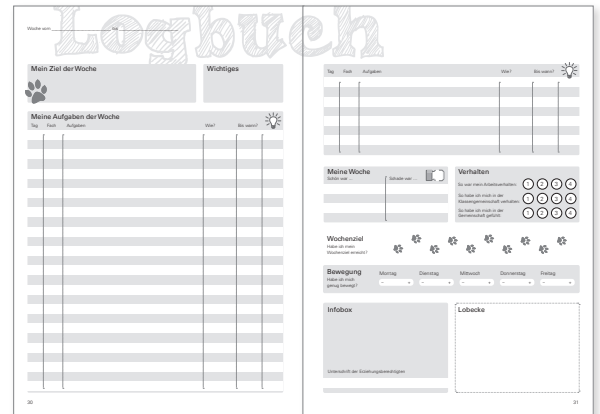 Logbuch
Woche vom ____________ bis ____________
Mein Ziel der Woche
Wichtiges
Meine Aufgaben der Woche
Tag Fach Aufgaben Wie? Bis wann?
30
Tag Fach Aufgaben Wie? Bis wann?
Meine Woche
Schön war ... Schade war ...
Verhalten
So war mein Arbeitsverhalten: 1 2 3 4
So habe ich mich in der
Klassengemeinschaft verhalten: 1 2 3 4
So habe ich mich in der
Gemeinschaft gefühlt: 1 2 3 4
Wochenziel
Habe ich mein
Wochenziel erreicht?
Bewegung
Habe ich mich
genug bewegt?
Montag Dienstag Mittwoch Donnerstag Freitag
- + - + - + - + - +
Infobox
Unterschrift der Erziehungsberechtigten
Lobecke
31